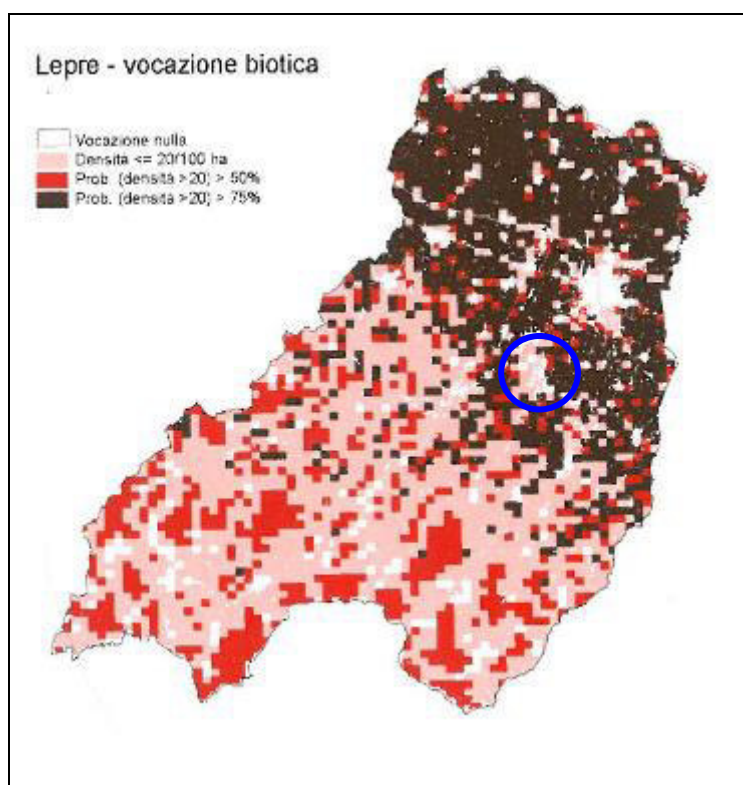 Lepre - vocazione biotica
Vocazione nulla
Densità <= 20/100 ha
Prob. (densità >20) > 50%
Prob. (densità >20) > 75%